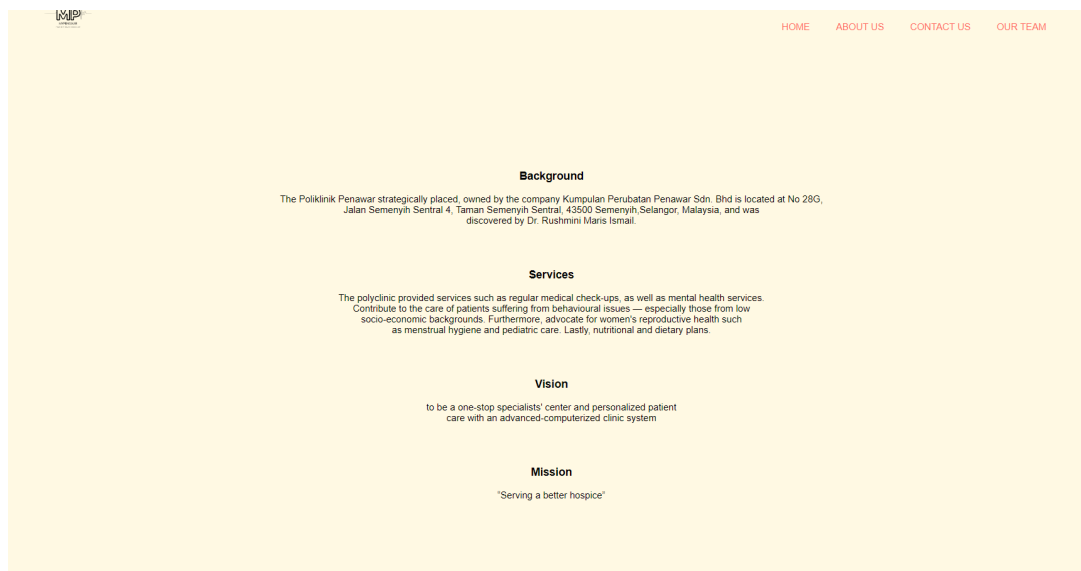 MP
HOME ABOUT US CONTACT US OUR TEAM
Background
The Poliklinik Penawar strategically placed, owned by the company Kumpulan Perubatan Penawar Sdn. Bhd is located at No 28G,
Jalan Semenyih Sentral 4, Taman Semenyih Sentral, 43500 Semenyih,Selangor, Malaysia, and was
discovered by Dr. Rushmini Maris Ismail.
Services
The polyclinic provided services such as regular medical check-ups, as well as mental health services.
Contribute to the care of patients suffering from behavioural issues — especially those from low
socio-economic backgrounds. Furthermore, advocate for women's reproductive health such
as menstrual hygiene and pediatric care. Lastly, nutritional and dietary plans.
Vision
to be a one-stop specialists' center and personalized patient
care with an advanced-computerized clinic system
Mission
"Serving a better hospice"